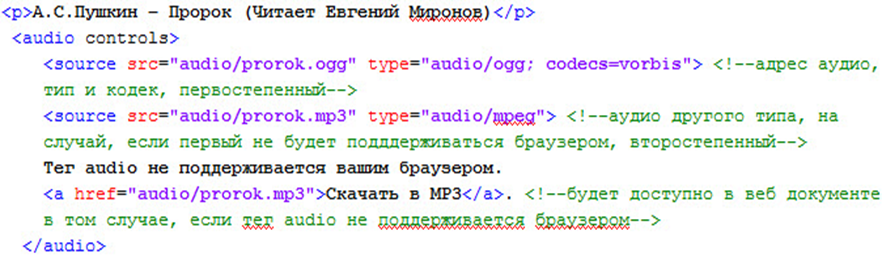 <p>А.С.Пушкин – Пророк (Читает Евгений Миронов)</p>
<audio controls>
<source src="audio/prorok.ogg" type="audio/ogg; codecs=vorbis"> <!--адрес аудио,
тип и кодек, первостепенный-->
<source src="audio/prorok.mp3" type="audio/mpeg"> <!--аудио другого типа, на
случай, если первый не будет подддерживаться браузером, второстепенный-->
Тег audio не поддерживается вашим браузером.
<a href="audio/prorok.mp3">Скачать в MP3</a>. <!--будет доступно в веб документе
в том случае, если тег audio не поддерживается браузером-->
</audio>